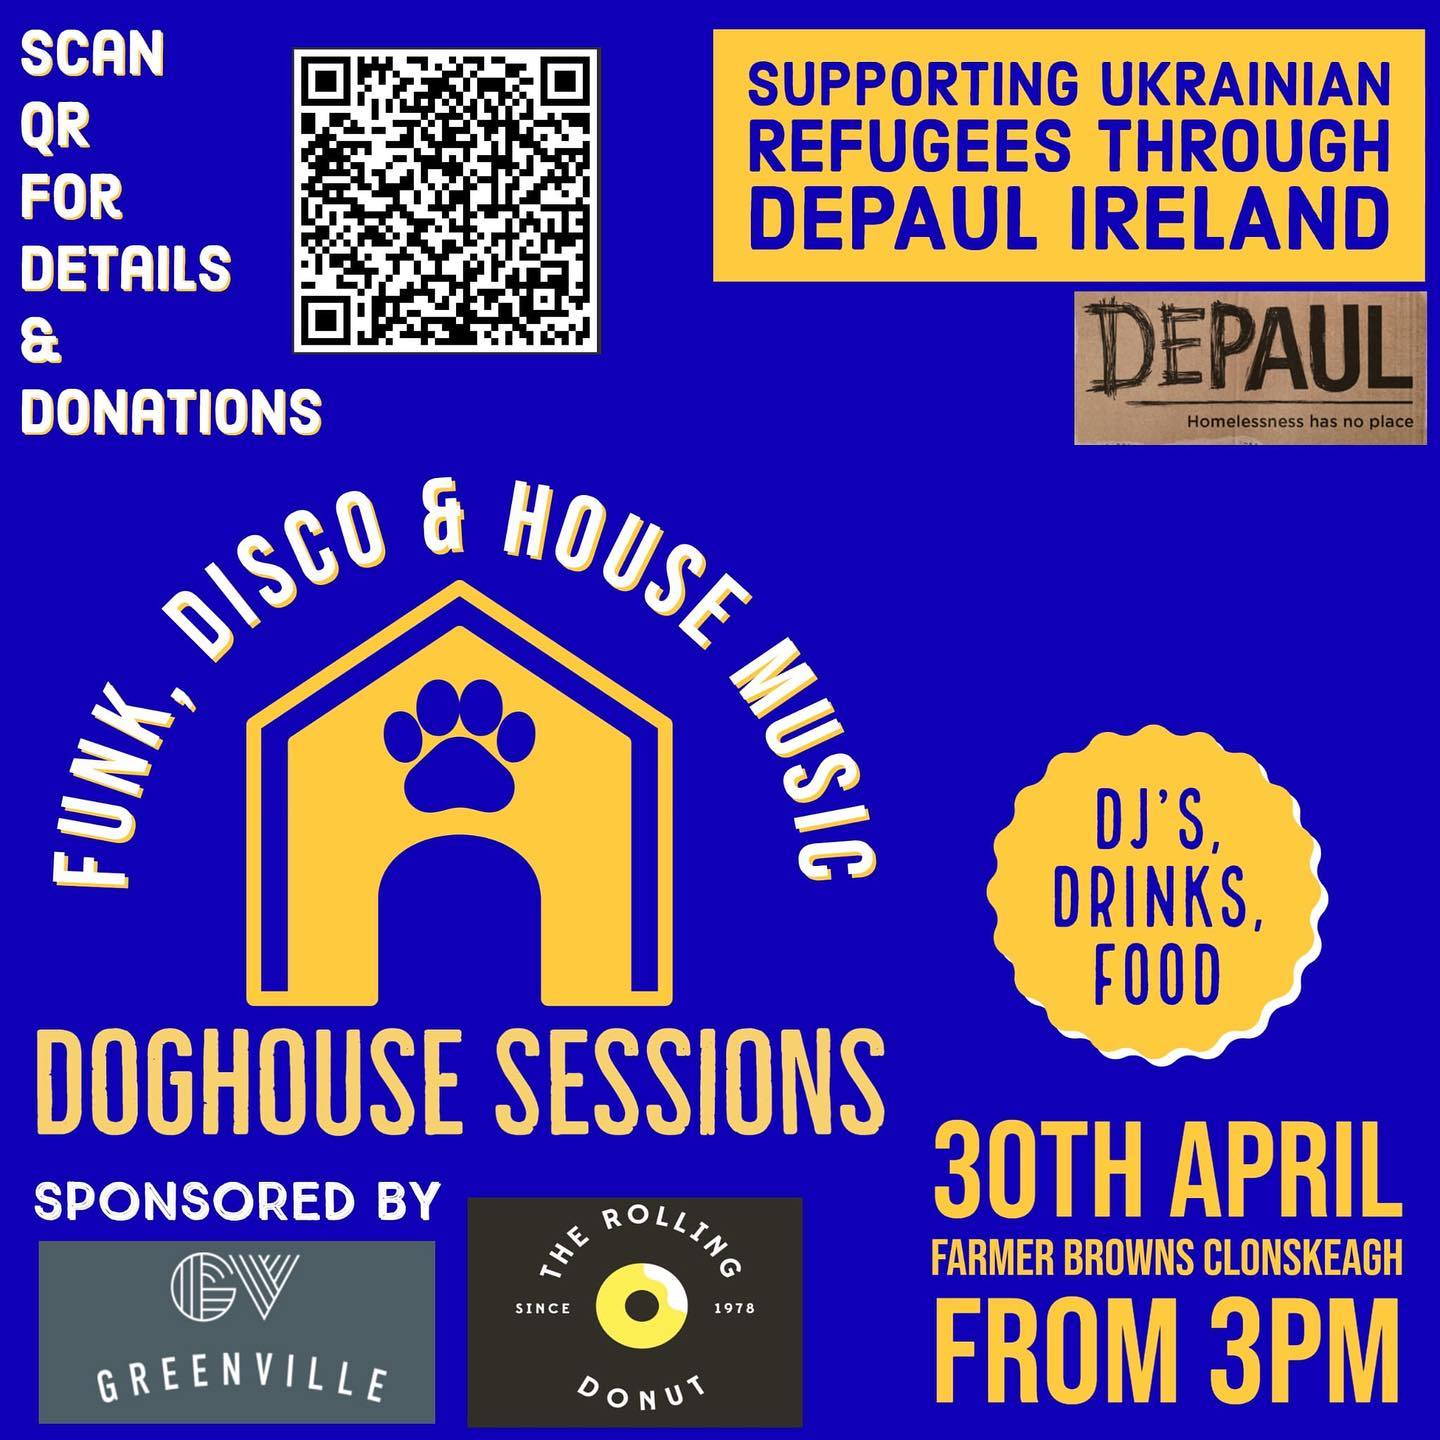 SCAN
QR
FOR
DETAILS
&
DONATIONS
SUPPORTING UKRAINIAN
REFUGEES THROUGH
DEPAUL IRELAND
DEPAUL
Homelessness has no place
FUNK, DISCO & HOUSE MUSIC
DOGHOUSE SESSIONS
DJ'S,
DRINKS,
FOOD
30TH APRIL
FARMER BROWNS CLONSKEAGH
FROM 3PM
SPONSORED BY
GV
GREENVILLE
THE ROLLING
SINCE 1978
DONUT